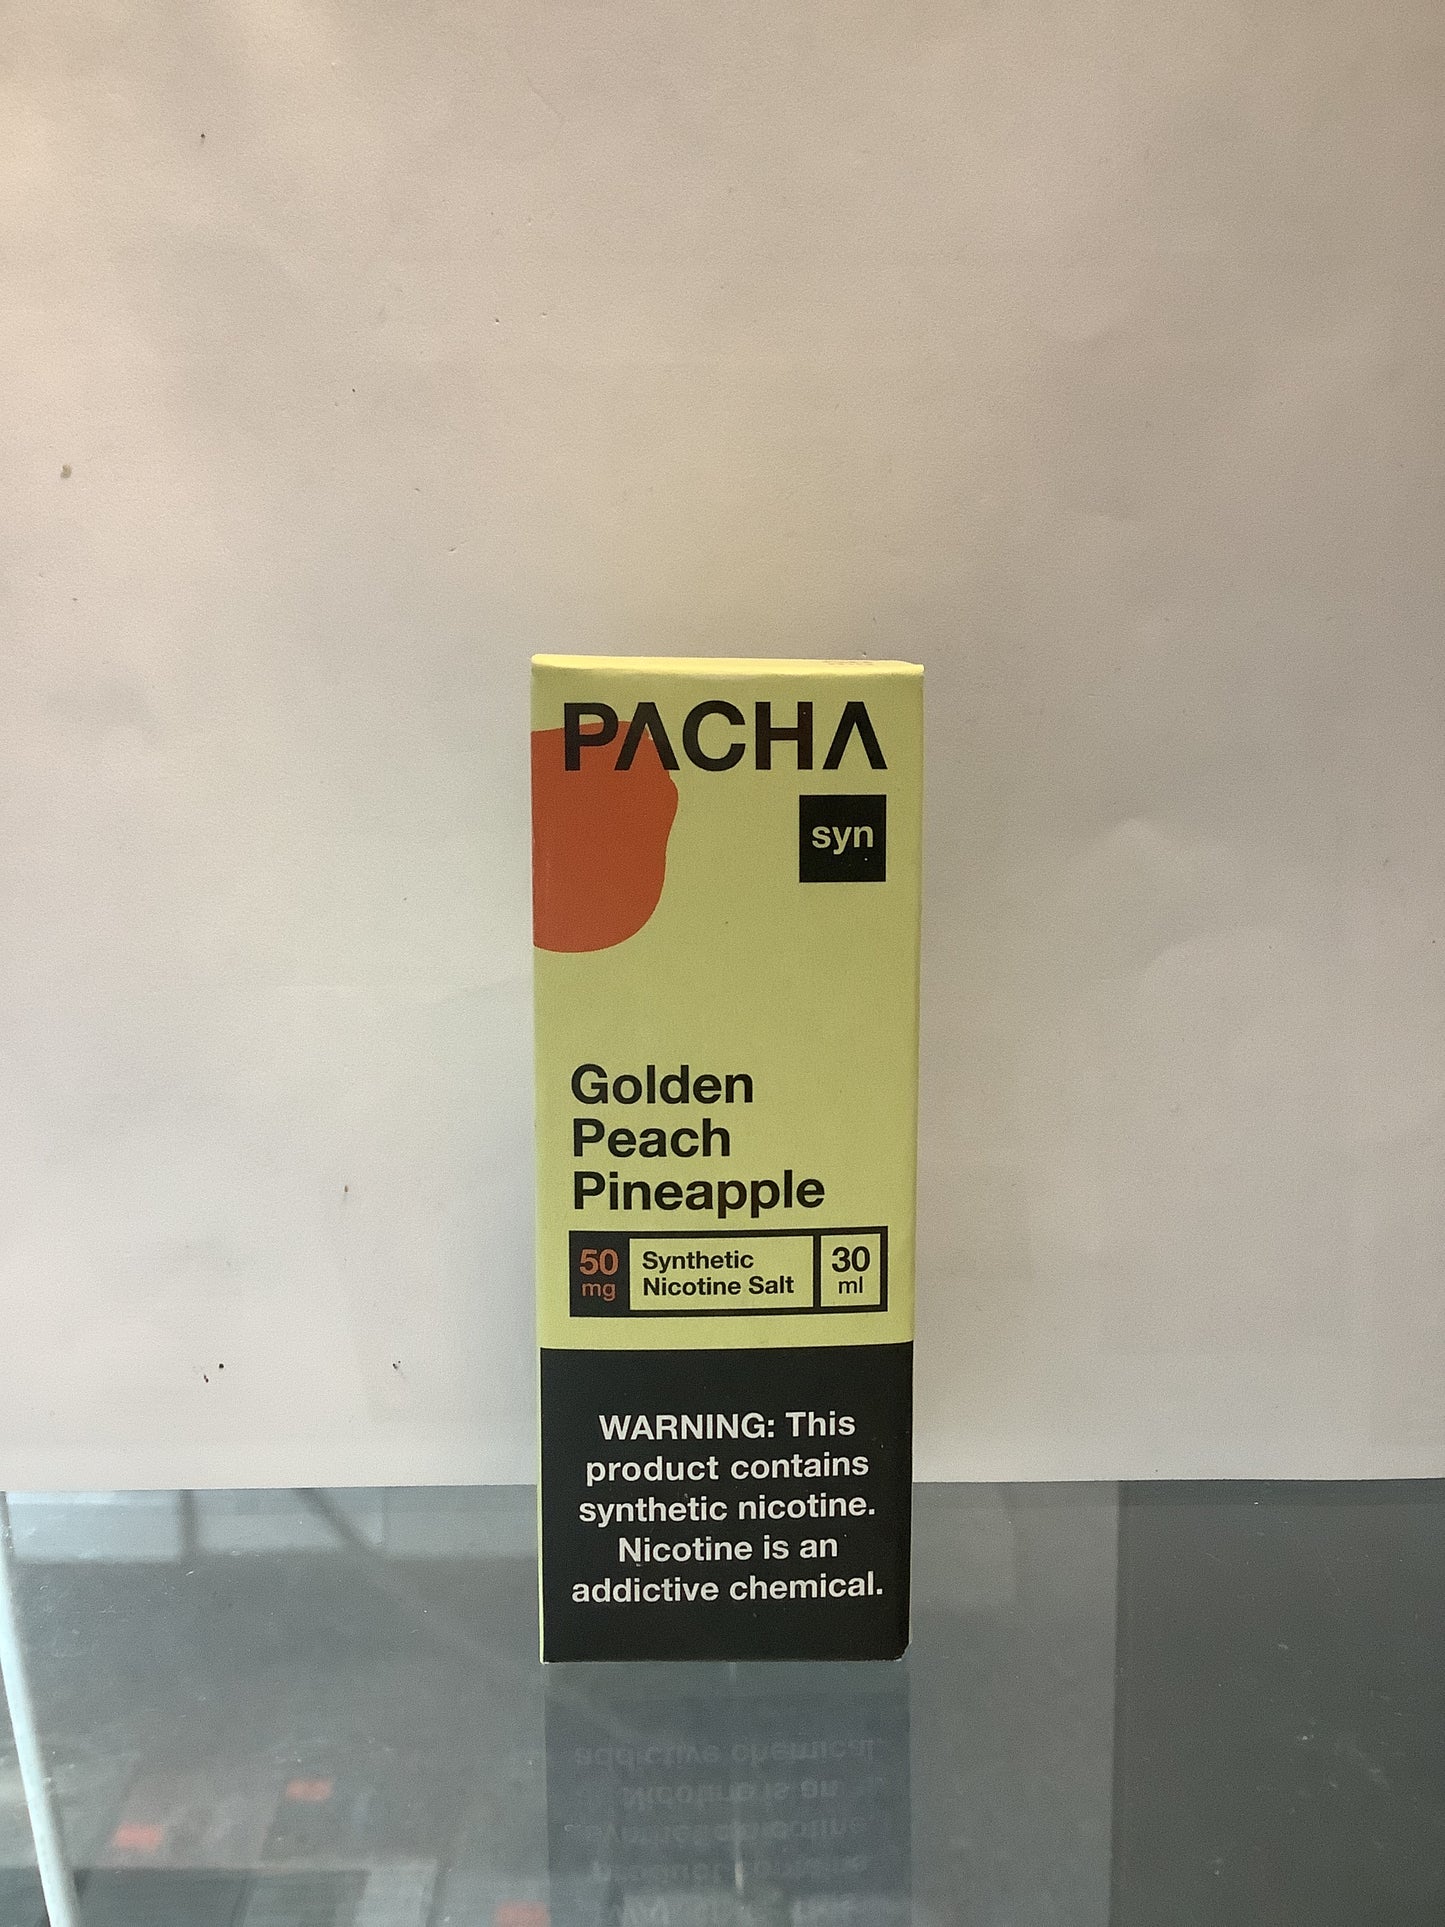 PACHA
syn
Golden
Peach
Pineapple
50
mg
Synthetic
Nicotine Salt
30
ml
WARNING: This
product contains
synthetic nicotine.
Nicotine is an
addictive chemical.